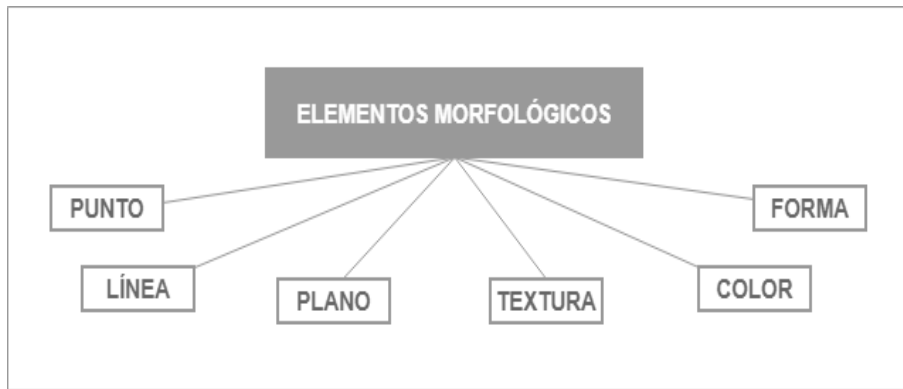 ELEMENTOS MORFOLÓGICOS
PUNTO
FORMA
LÍNEA
PLANO
TEXTURA
COLOR